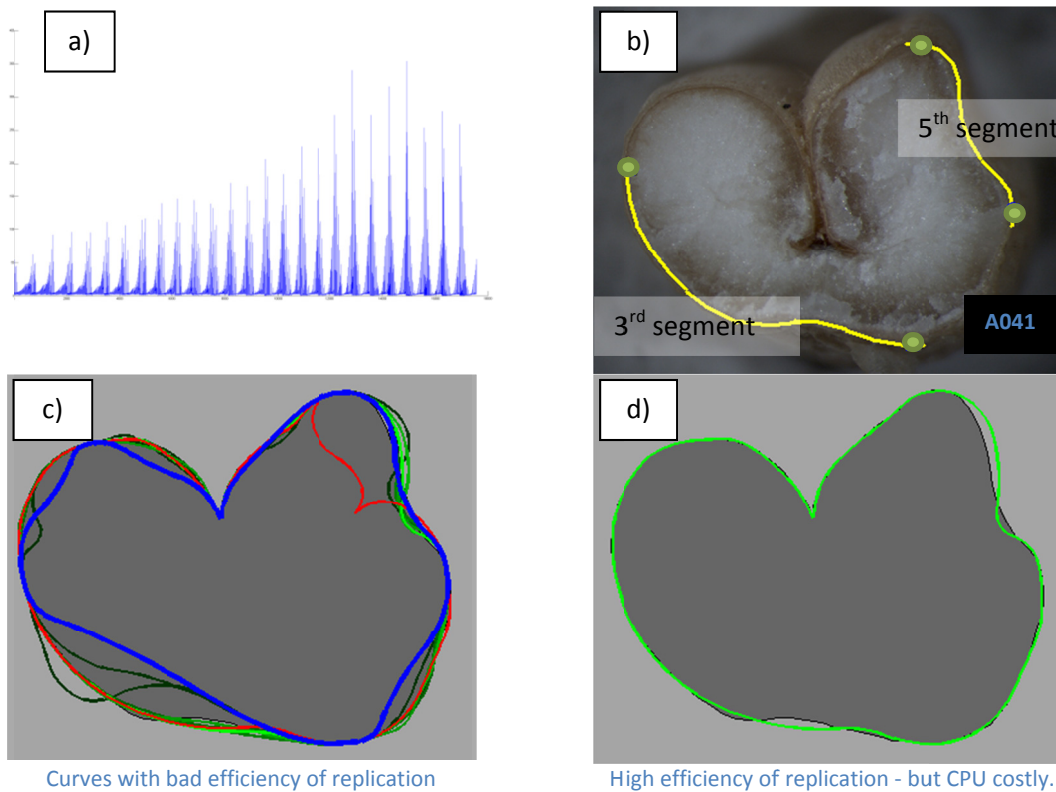 a)
b)
5th segment
3rd segment
A041
c)
d)
Curves with bad efficiency of replication
High efficiency of replication - but CPU costly.